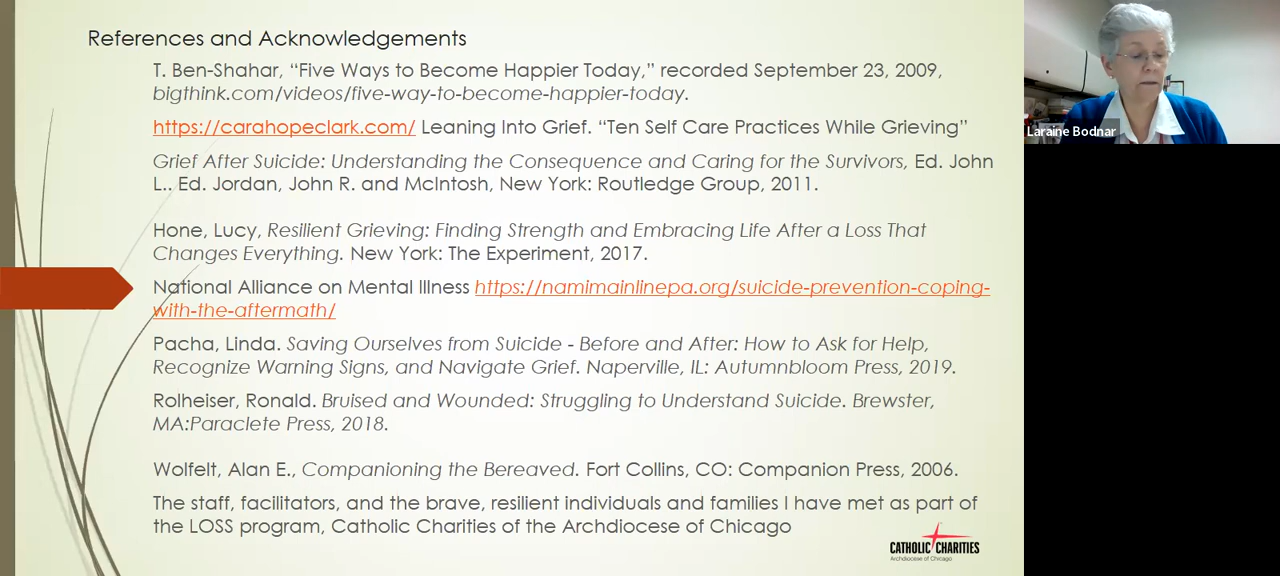 References and Acknowledgements
T. Ben-Shahar, “Five Ways to Become Happier Today,” recorded September 23, 2009,
bigthink.com/videos/five-way-to-become-happier-today.
https://carahopeclark.com/ Leaning Into Grief. “Ten Self Care Practices While Grieving”
Grief After Suicide: Understanding the Consequence and Caring for the Survivors, Ed. John
L.. Ed. Jordan, John R. and McIntosh, New York: Routledge Group, 2011.
Hone, Lucy, Resilient Grieving: Finding Strength and Embracing Life After a Loss That
Changes Everything. New York: The Experiment, 2017.
National Alliance on Mental Illness https://namimainlinepa.org/suicide-prevention-coping-
with-the-aftermath/
Pacha, Linda. Saving Ourselves from Suicide - Before and After: How to Ask for Help,
Recognize Warning Signs, and Navigate Grief. Naperville, IL: Autumnbloom Press, 2019.
Rolheiser, Ronald. Bruised and Wounded: Struggling to Understand Suicide. Brewster,
MA:Paraclete Press, 2018.
Wolfelt, Alan E., Companioning the Bereaved. Fort Collins, CO: Companion Press, 2006.
The staff, facilitators, and the brave, resilient individuals and families I have met as part of
the LOSS program, Catholic Charities of the Archdiocese of Chicago
CATHOLIC CHARITIES
Archdiocese of Chicago
Laraine Bodnar